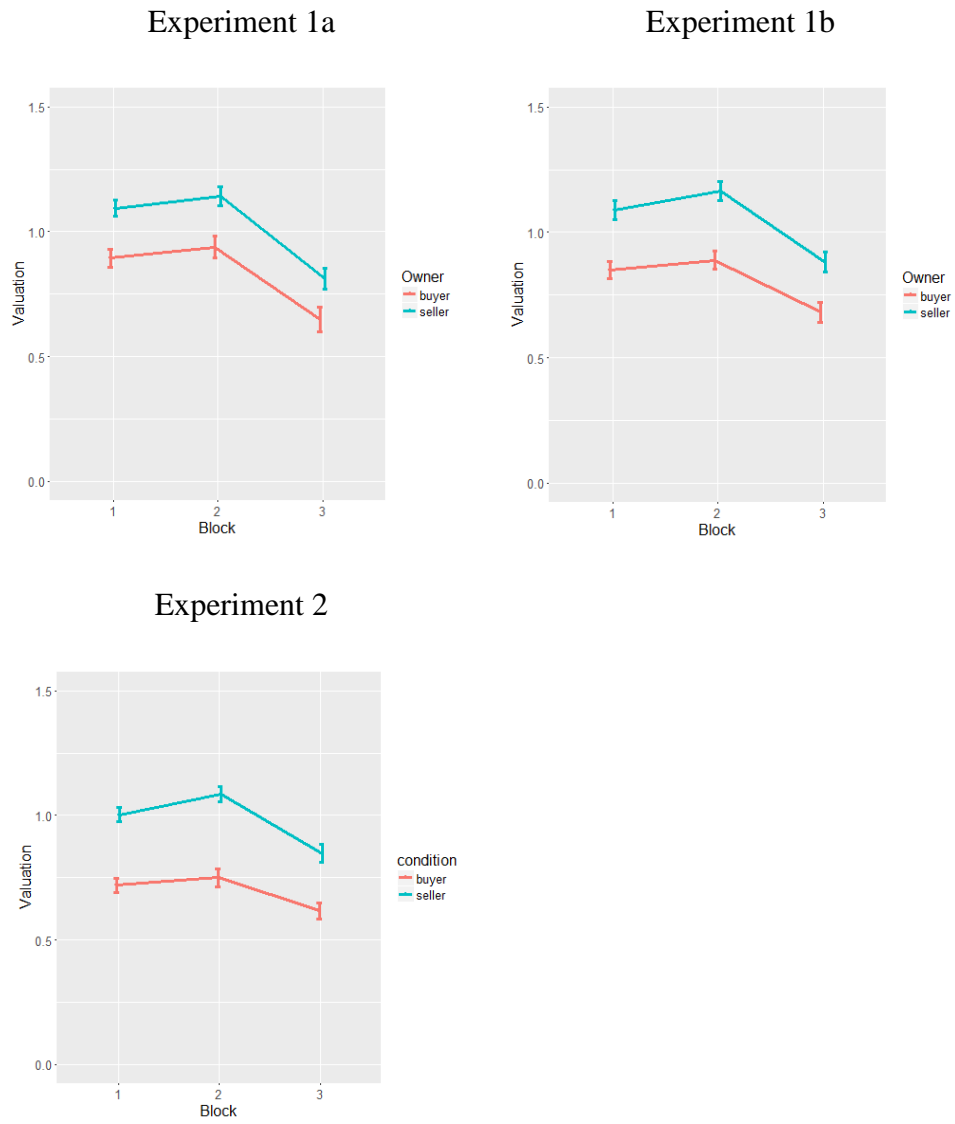 Experiment 1a
Experiment 1b
1.5
1.0
0.5
0.0
Valuation
1 2 3
Block
Owner
buyer
seller
1.5
1.0
0.5
0.0
Valuation
1 2 3
Block
Owner
buyer
seller
Experiment 2
1.5
1.0
0.5
0.0
Valuation
1 2 3
Block
condition
buyer
seller